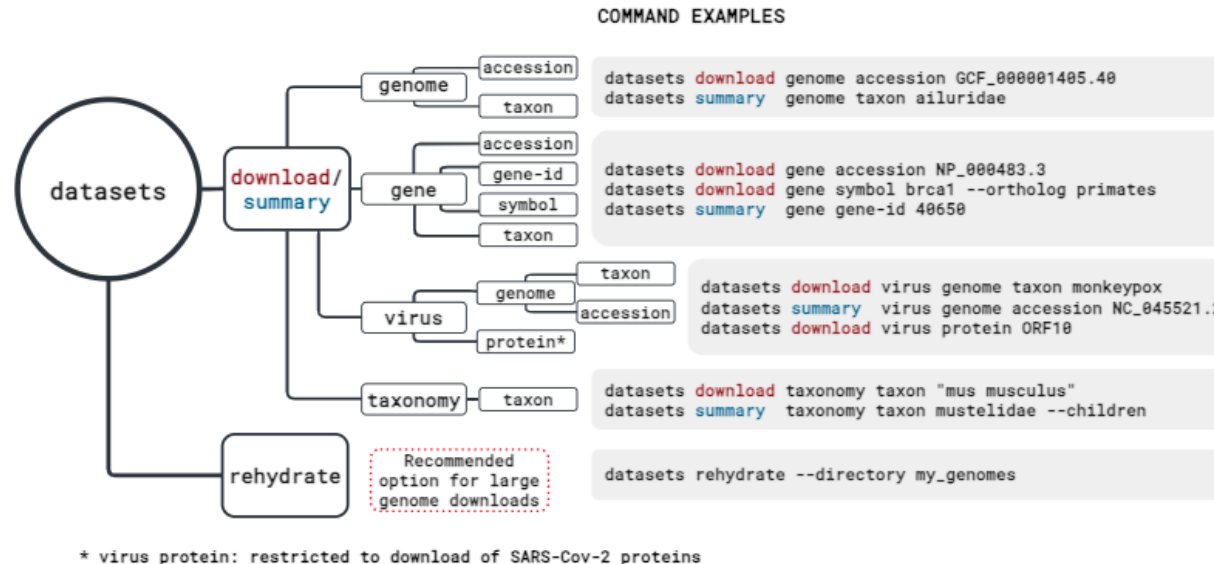 COMMAND EXAMPLES
datasets
download/
summary
genome
accession
taxon
datasets download genome accession GCF_000001405.40
datasets summary genome taxon ailuridae
gene
accession
gene-id
symbol
taxon
datasets download gene accession NP_000483.3
datasets download gene symbol brca1 --ortholog primates
datasets summary gene gene-id 40650
virus
genome
taxon
accession
protein*
datasets download virus genome taxon monkeypox
datasets summary virus genome accession NC_045521.2
datasets download virus protein ORF10
taxonomy
taxon
datasets download taxonomy taxon "mus musculus"
datasets summary taxonomy taxon mustelidae --children
rehydrate
Recommended
option for large
genome downloads
datasets rehydrate --directory my_genomes
* virus protein: restricted to download of SARS-Cov-2 proteins